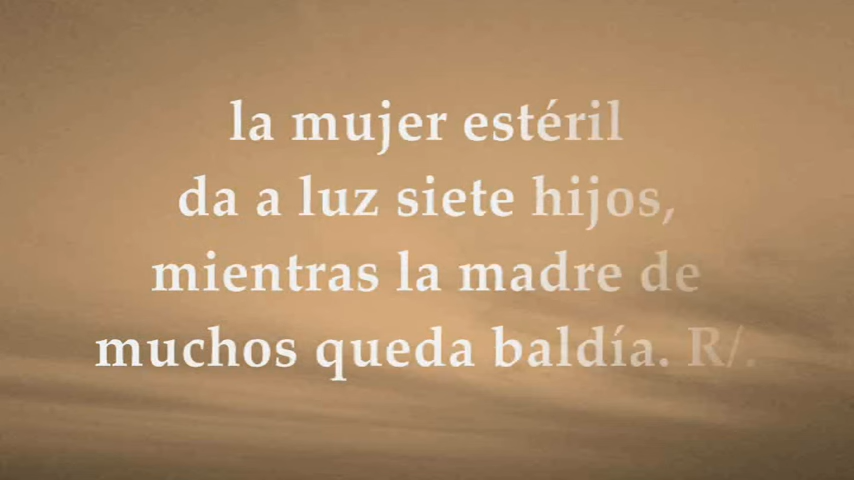 la mujer estéril
da a luz siete hijos,
mientras la madre de
muchos queda baldía. R/.